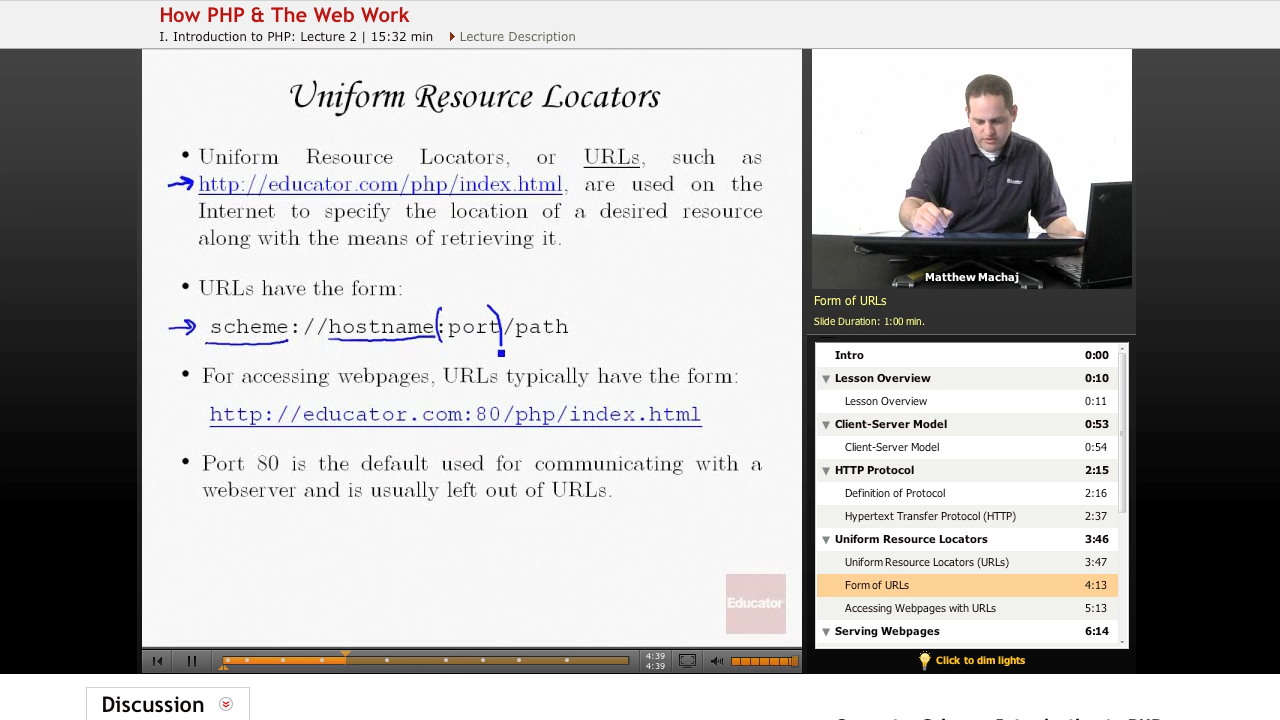 How PHP & The Web Work
I. Introduction to PHP: Lecture 2 | 15:32 min
Lecture Description
Uniform Resource Locators
• Uniform Resource Locators, or URLs, such as
http://educator.com/php/index.html, are used on the
Internet to specify the location of a desired resource
along with the means of retrieving it.
• URLs have the form:
scheme://hostname(:port)/path
• For accessing webpages, URLs typically have the form:
http://educator.com:80/php/index.html
• Port 80 is the default used for communicating with a
webserver and is usually left out of URLs.
Educator
4:39
4:39
Matthew Machaj
Form of URLs
Slide Duration: 1:00 min.
Intro 0:00
Lesson Overview 0:10
Lesson Overview 0:11
Client-Server Model 0:53
Client-Server Model 0:54
HTTP Protocol 2:15
Definition of Protocol 2:16
Hypertext Transfer Protocol (HTTP) 2:37
Uniform Resource Locators 3:46
Uniform Resource Locators (URLs) 3:47
Form of URLs 4:13
Accessing Webpages with URLs 5:13
Serving Webpages 6:14
Click to dim lights
Discussion